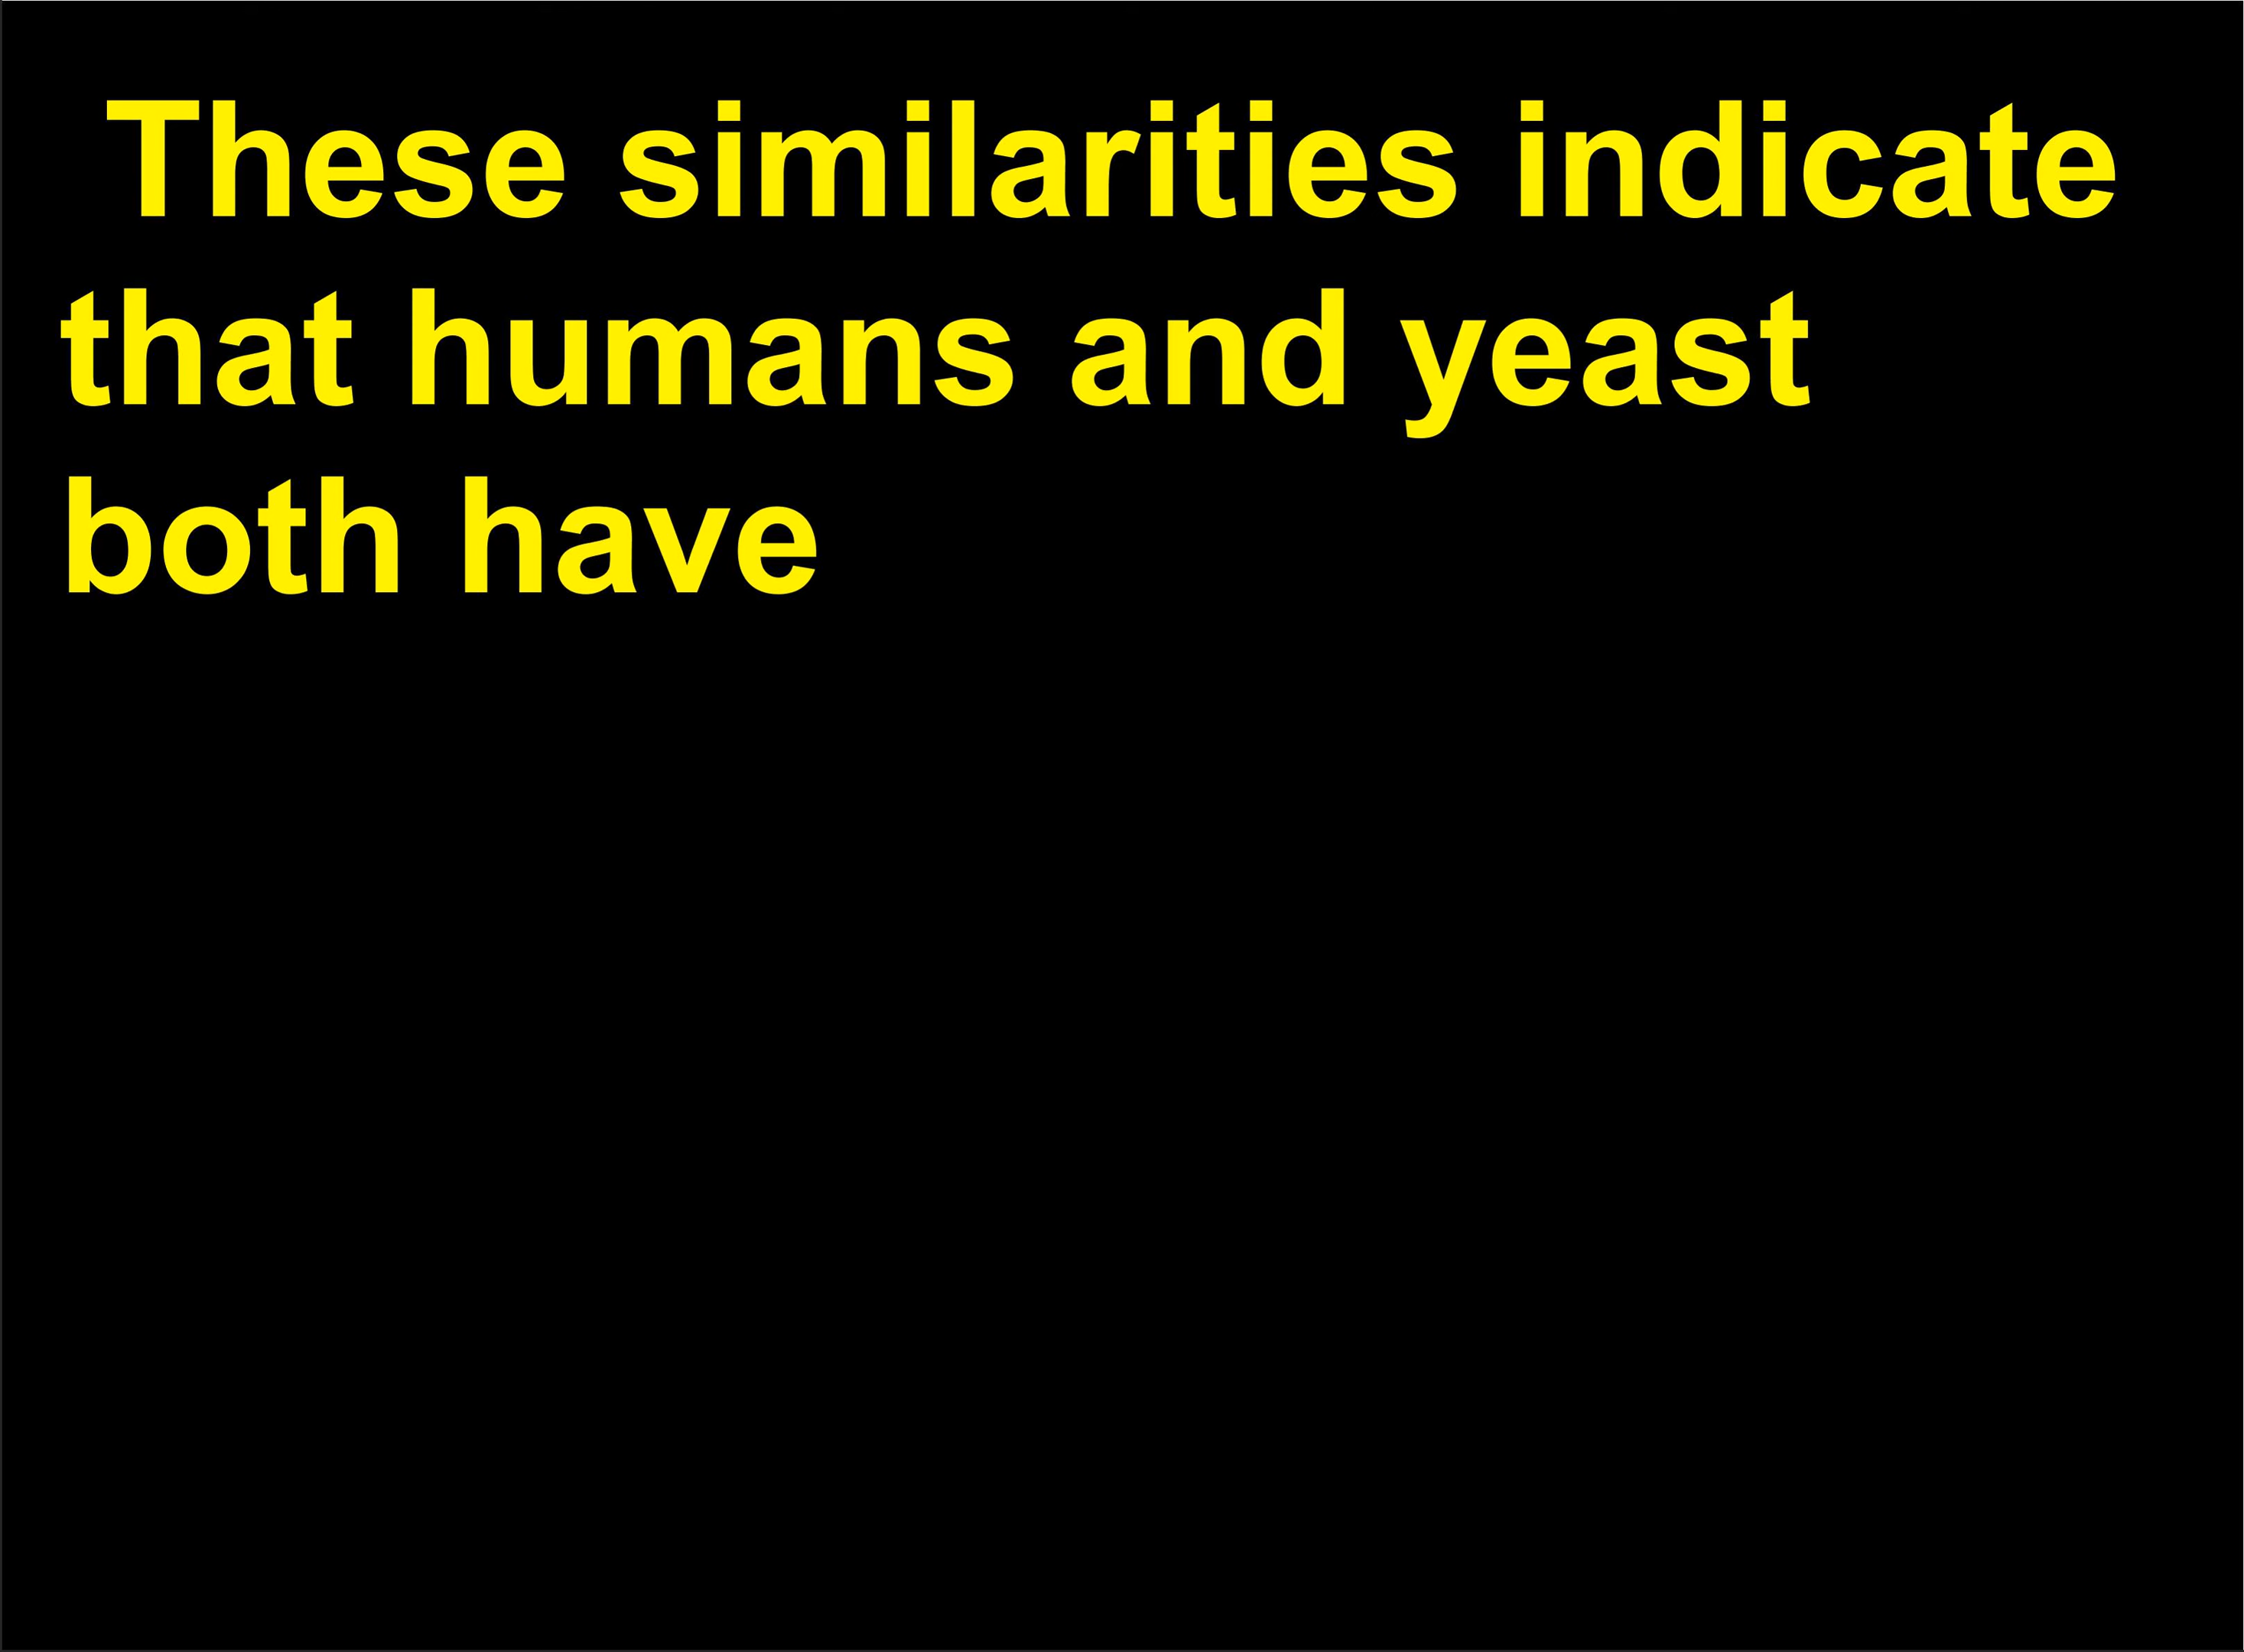 These similarities indicate
that humans and yeast
both have